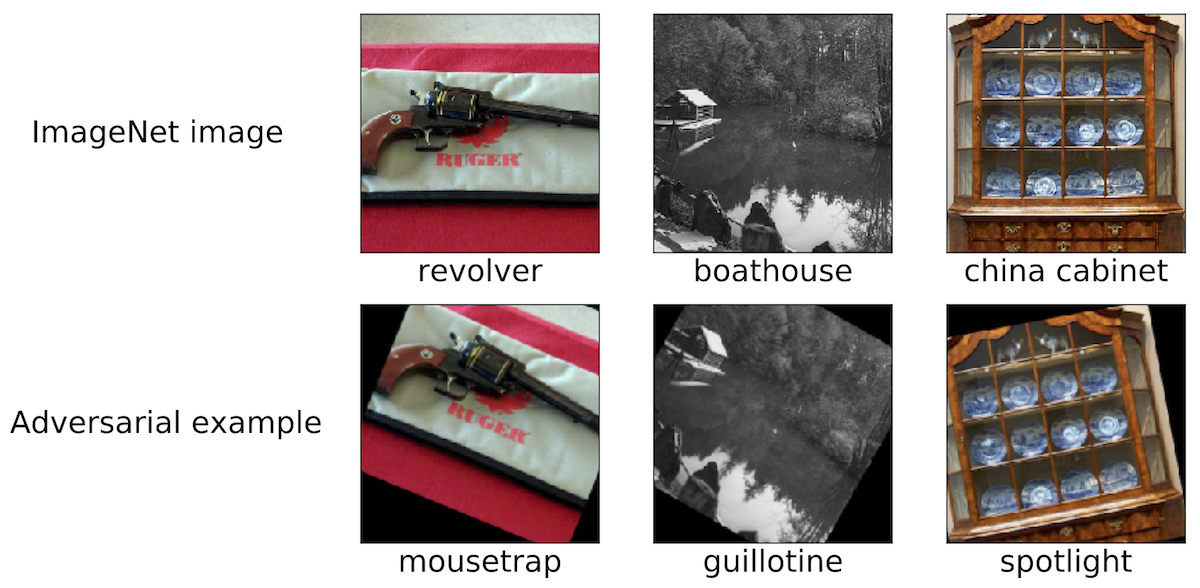 ImageNet image
RUGER
revolver
boathouse
china cabinet
Adversarial example
RUGER
mousetrap
guillotine
spotlight